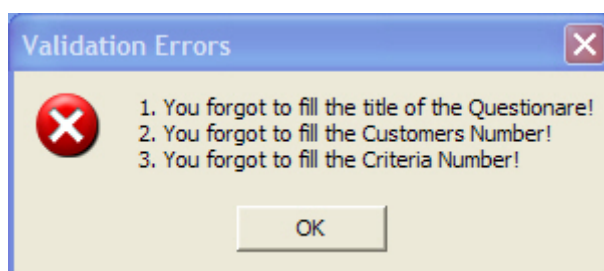 Validation Errors
1. You forgot to fill the title of the Questionare!
2. You forgot to fill the Customers Number!
3. You forgot to fill the Criteria Number!
OK